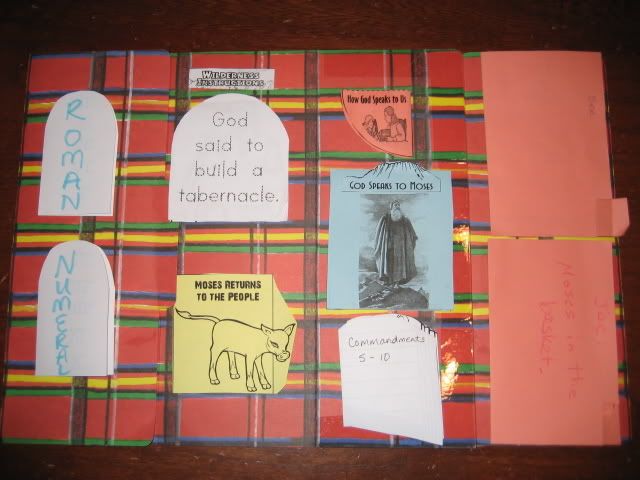 ROMAN
NUMERAL
WILDERNESS
INSTRUCTIONS
God
said to
build a
tabernacle.
MOSES RETURNS
TO THE PEOPLE
How God Speaks to Us
GOD SPEAKS TO MOSES
Commandments
5-10
Moses in the
basket.